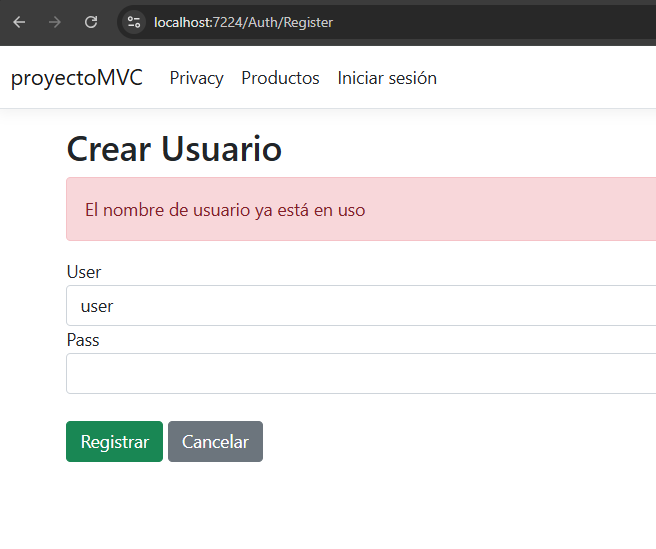 localhost:7224/Auth/Register
proyectoMVC Privacy Productos Iniciar sesión
Crear Usuario
El nombre de usuario ya está en uso
User
user
Pass
Registrar Cancelar